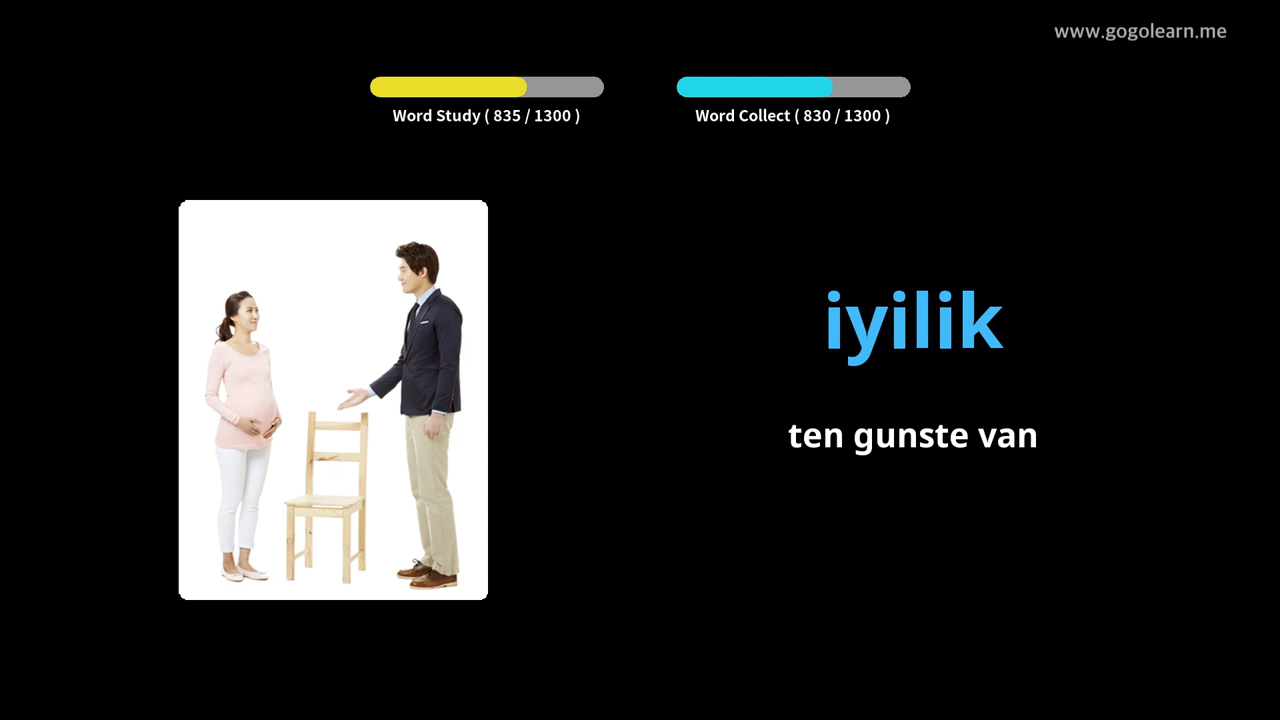 www.gogolearn.me
Word Study ( 835 / 1300 )
Word Collect ( 830 / 1300 )
iyilik
ten gunste van